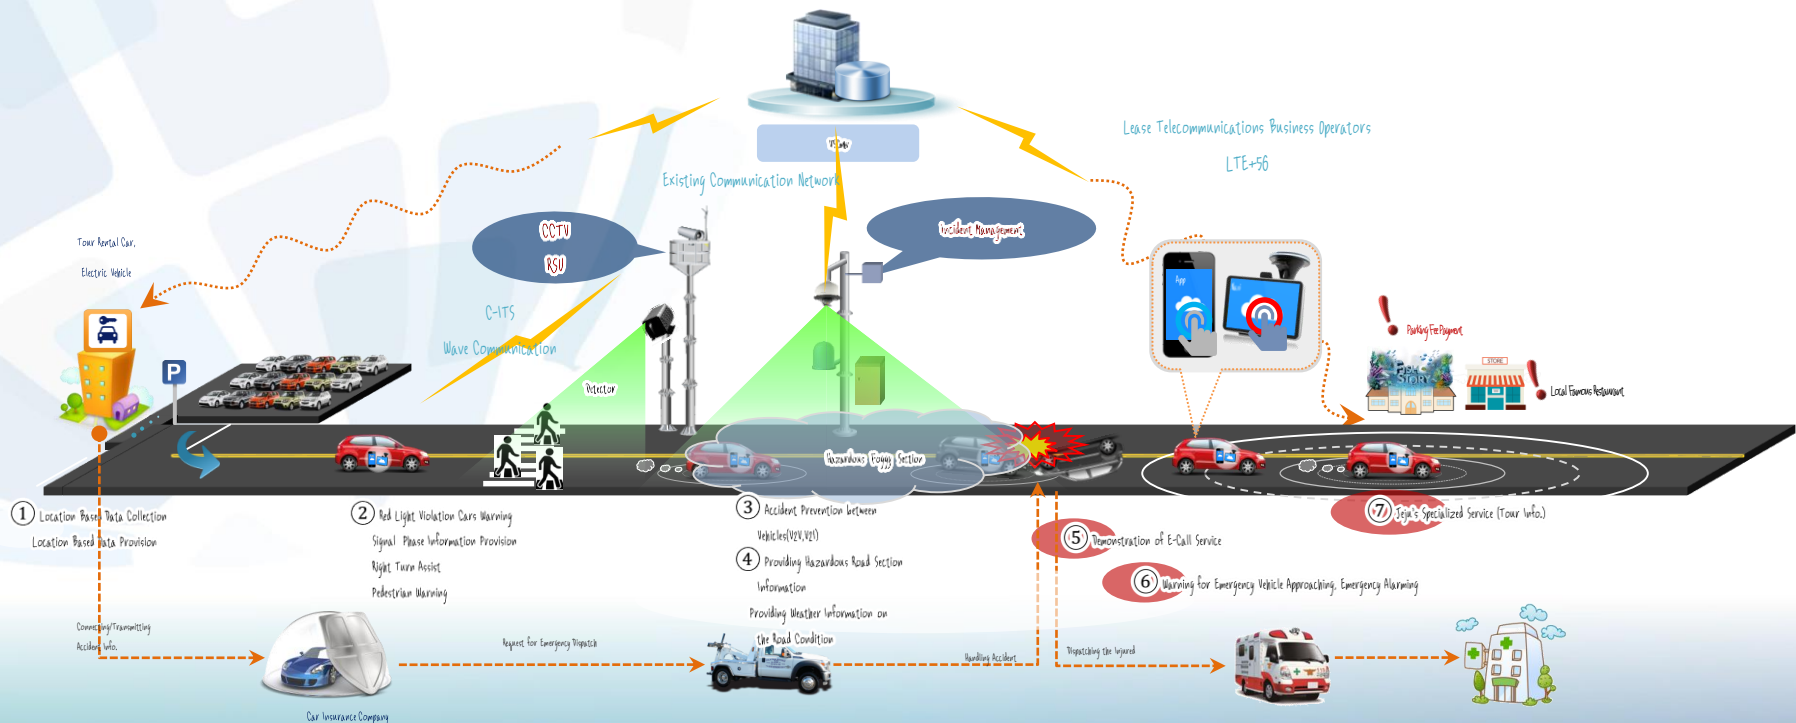 Lease Telecommunications Business Operators
LTE+5G
Existing Communication Network
CCTV
RSU
Incident Management
Tour Rental Car,
Electric Vehicle
C-ITS
Wave Communication
Detector
App
Parking Fee Payment
FISH STORY
STORE
Local Famous Restaurant
P
Hazardous (Foggy) Section
① Location Based Data Collection
Location Based Data Provision
② Red Light Violation Cars Warning
Signal Phase Information Provision
Right Turn Assist
Pedestrian Warning
③ Accident Prevention between
Vehicles(V2V,V2I)
④ Providing Hazardous Road Section
Information
Providing Weather Information on
the Road Condition
⑤ Demonstration of E-Call Service
⑥ Warning for Emergency Vehicle Approaching, Emergency Alarming
⑦ Jeju's Specialized Service (Tour Info.)
Connecting/Transmitting
Accident Info.
Request for Emergency Dispatch
Handling Accident
Dispatching the Injured
Car Insurance Company